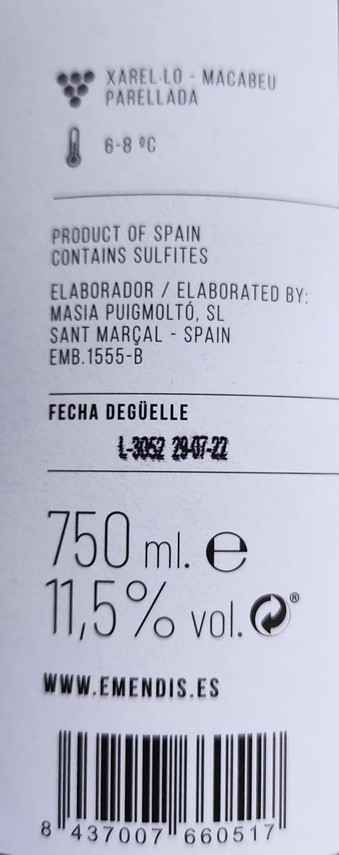 XAREL·LO - MACABEU
PARELLADA
6-8 ºC
PRODUCT OF SPAIN
CONTAINS SULFITES
ELABORADOR / ELABORATED BY:
MASIA PUIGMOLTÓ, SL
SANT MARÇAL - SPAIN
EMB.1555-B
FECHA DEGÜELLE
L-3052 29-07-22
750 ml. e
11,5% vol. ®
WWW.EMENDIS.ES
8 437007 660517